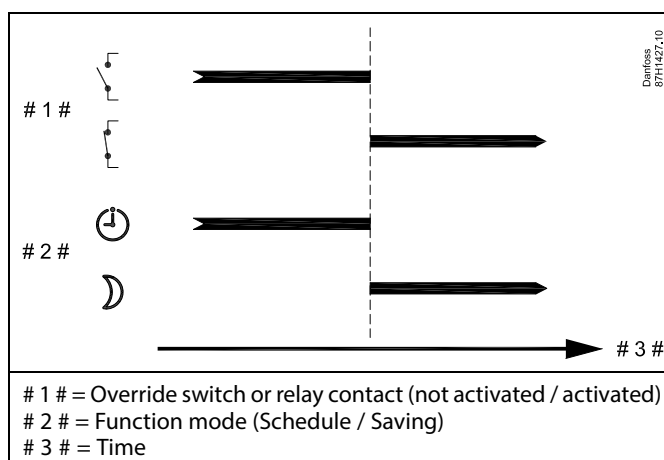 Danfoss
87H1427.10
# 1 #
# 2 #
# 3 #
# 1 # = Override switch or relay contact (not activated / activated)
# 2 # = Function mode (Schedule / Saving)
# 3 # = Time